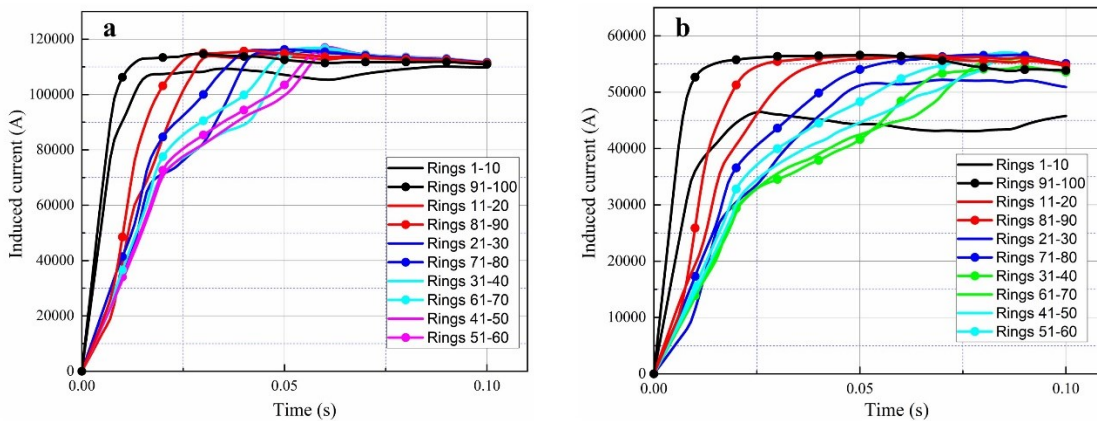 a
Induced current (A)
120000
100000
80000
60000
40000
20000
0
0.00
0.05
0.10
Time (s)
Rings 1-10
Rings 91-100
Rings 11-20
Rings 81-90
Rings 21-30
Rings 71-80
Rings 31-40
Rings 61-70
Rings 41-50
Rings 51-60
b
Induced current (A)
60000
50000
40000
30000
20000
10000
0
0.00
0.05
0.10
Time (s)
Rings 1-10
Rings 91-100
Rings 11-20
Rings 81-90
Rings 21-30
Rings 71-80
Rings 31-40
Rings 61-70
Rings 41-50
Rings 51-60